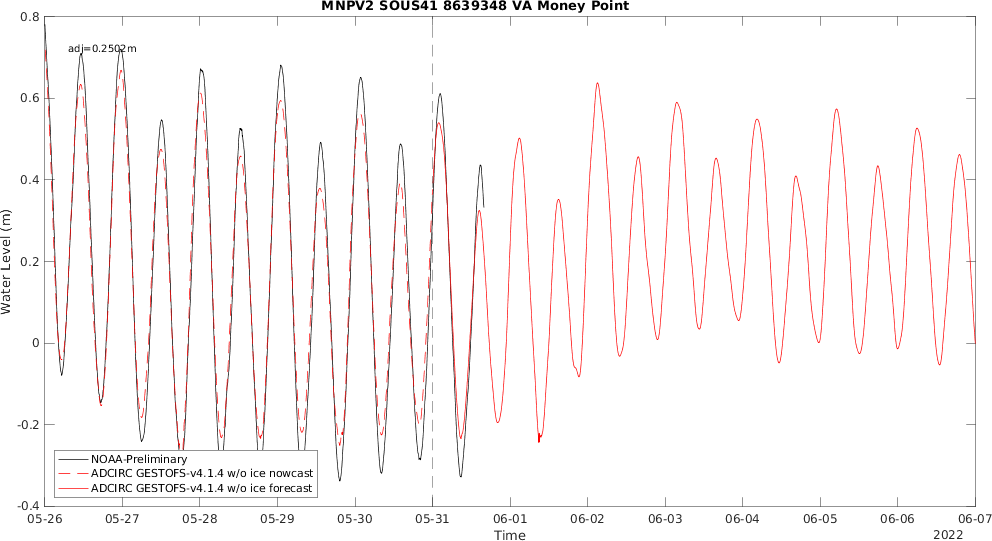 MNPV2 SOUS41 8639348 VA Money Point
0.8
0.6
0.4
0.2
0
-0.2
-0.4
Water Level (m)
adj=0.2502m
NOAA-Preliminary
ADCIRC GESTOFS-v4.1.4 w/o ice nowcast
ADCIRC GESTOFS-v4.1.4 w/o ice forecast
05-26 05-27 05-28 05-29 05-30 05-31 06-01 06-02 06-03 06-04 06-05 06-06 06-07
Time
2022